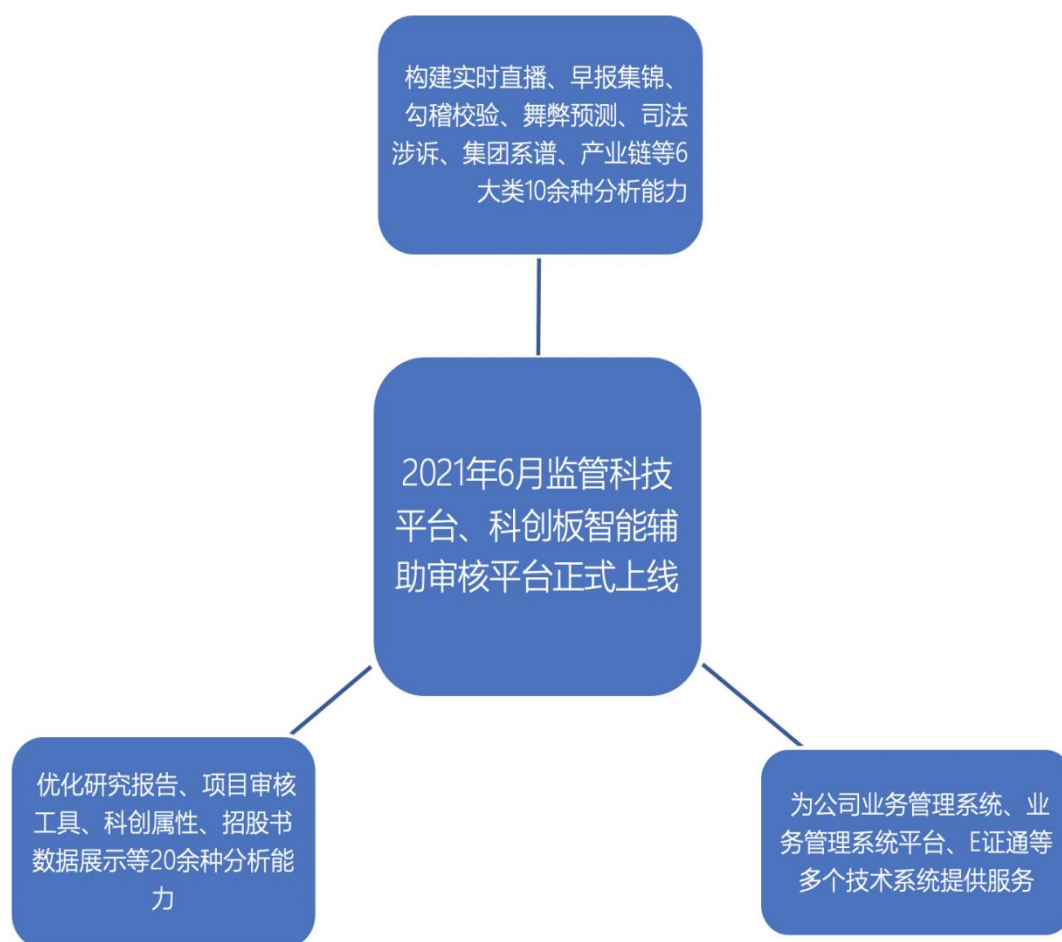 构建实时直播、早报集锦、
勾稽校验、舞弊预测、司法
涉诉、集团系谱、产业链等6
大类10余种分析能力
2021年6月监管科技
平台、科创板智能辅
助审核平台正式上线
优化研究报告、项目审核
工具、科创属性、招股书
数据展示等20余种分析能
力
为公司业务管理系统、业
务管理系统平台、E证通等
多个技术系统提供服务